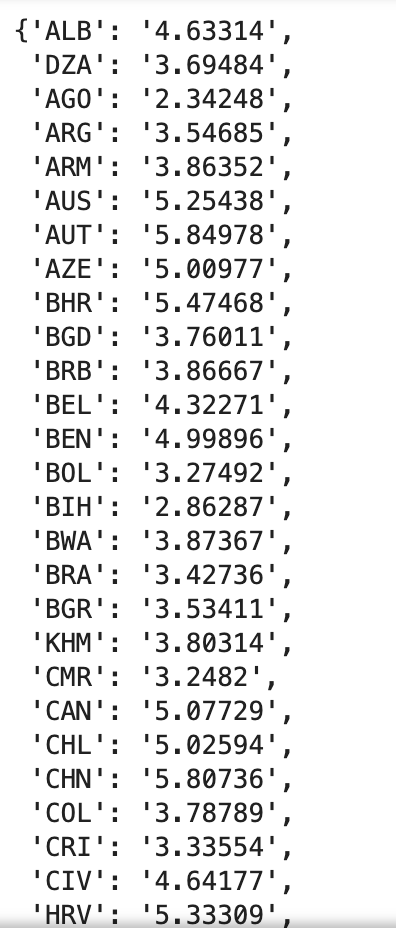 {'ALB': '4.63314',
'DZA': '3.69484',
'AGO': '2.34248',
'ARG': '3.54685',
'ARM': '3.86352',
'AUS': '5.25438',
'AUT': '5.84978',
'AZE': '5.00977',
'BHR': '5.47468',
'BGD': '3.76011',
'BRB': '3.86667',
'BEL': '4.32271',
'BEN': '4.99896',
'BOL': '3.27492',
'BIH': '2.86287',
'BWA': '3.87367',
'BRA': '3.42736',
'BGR': '3.53411',
'KHM': '3.80314',
'CMR': '3.2482',
'CAN': '5.07729',
'CHL': '5.02594',
'CHN': '5.80736',
'COL': '3.78789',
'CRI': '3.33554',
'CIV': '4.64177',
'HRV': '5.33309',